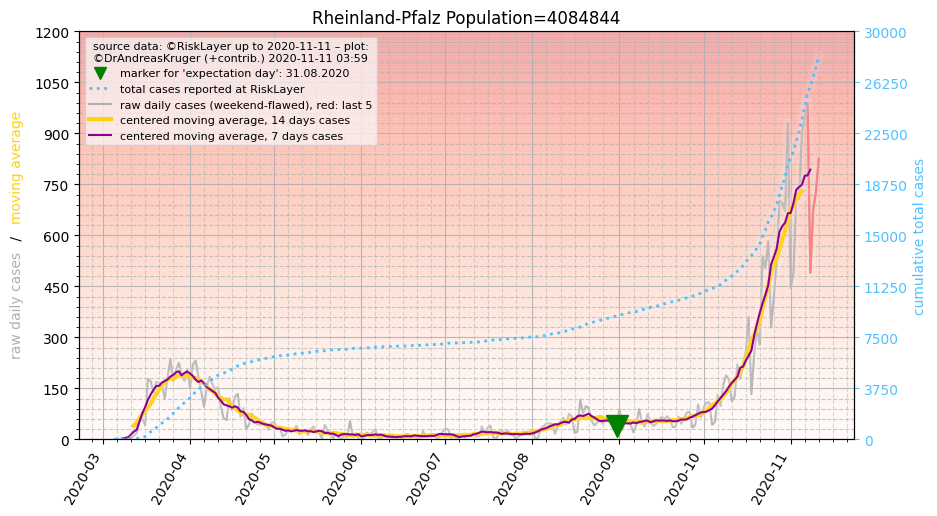 Rheinland-Pfalz Population=4084844
source data: ©RiskLayer up to 2020-11-11 – plot:
©DrAndreasKruger (+contrib.) 2020-11-11 03:59
marker for 'expectation day': 31.08.2020
total cases reported at RiskLayer
raw daily cases (weekend-flawed), red: last 5
centered moving average, 14 days cases
centered moving average, 7 days cases
raw daily cases / moving average
1200
1050
900
750
600
450
300
150
0
30000
26250
22500
18750
15000
11250
7500
3750
0
cumulative total cases
2020-03
2020-04
2020-05
2020-06
2020-07
2020-08
2020-09
2020-10
2020-11